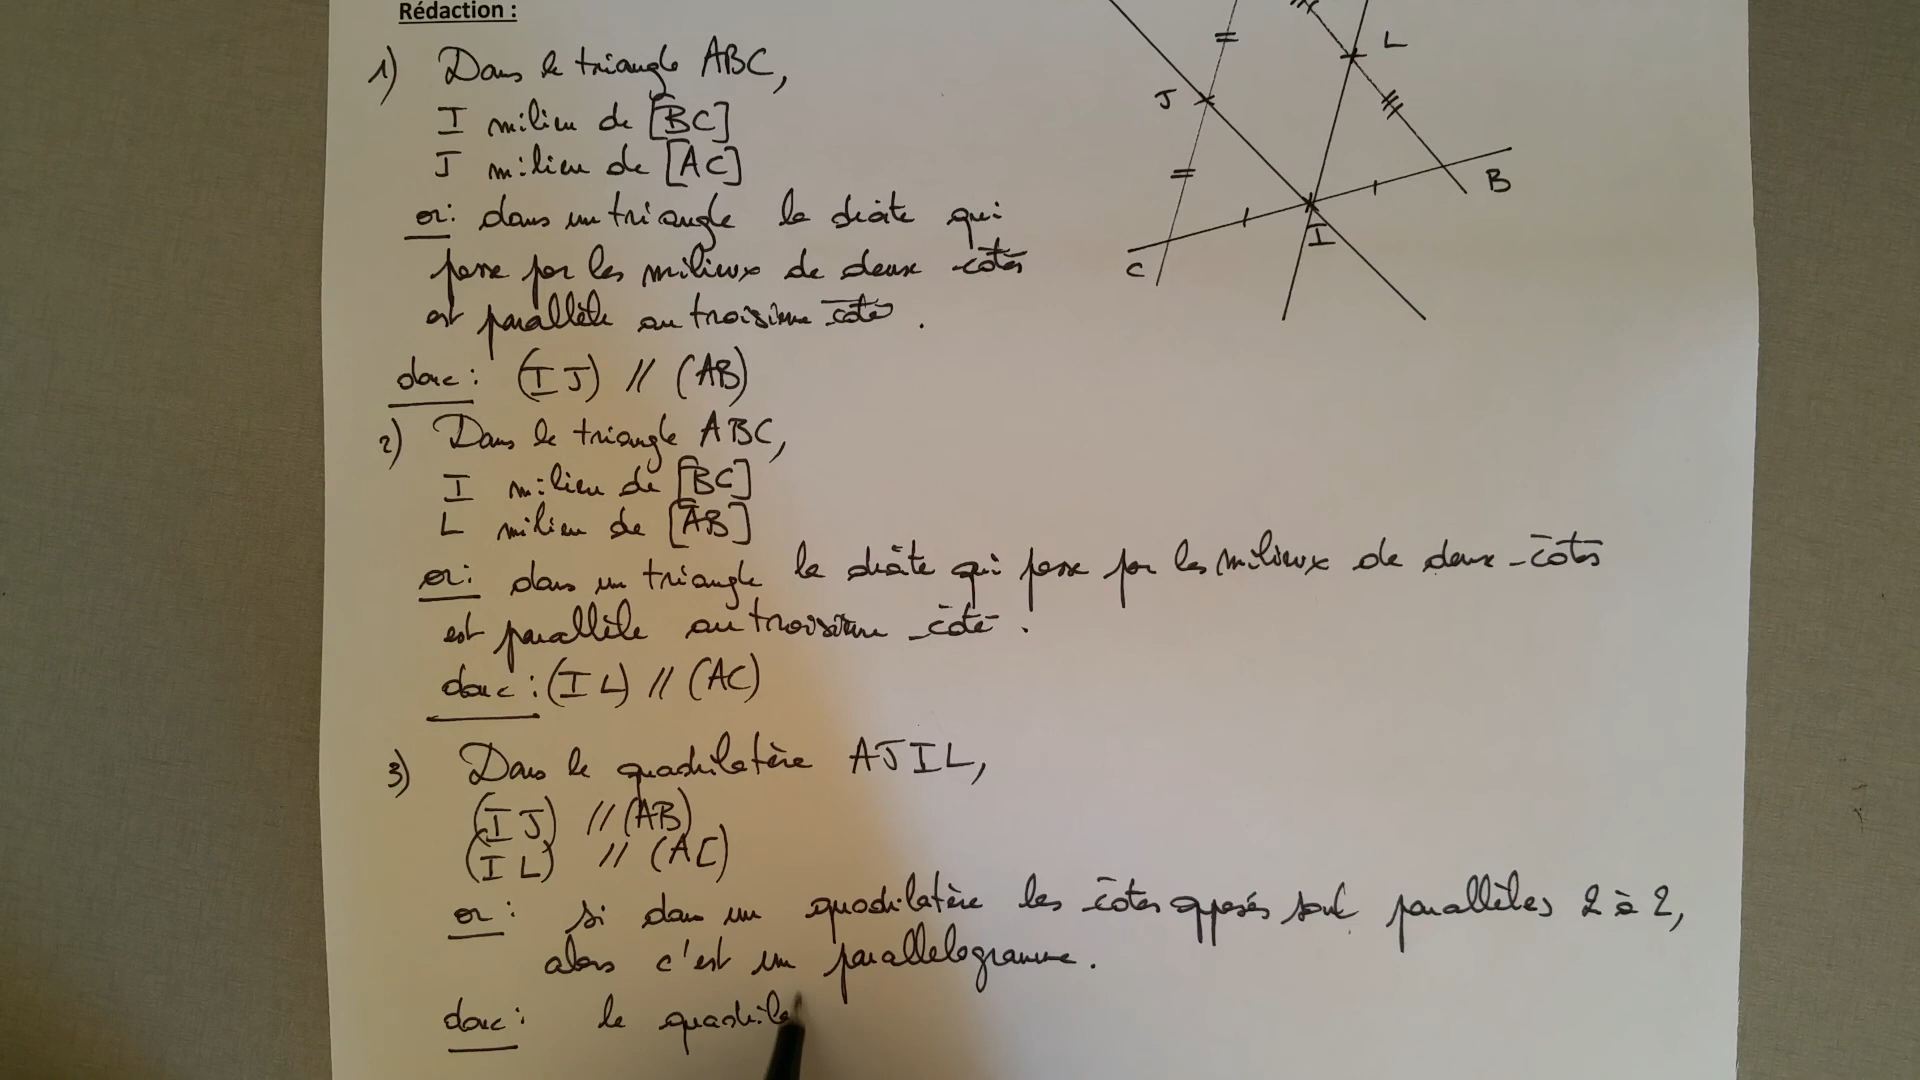 Rédaction :
1) Dans le triangle ABC,
I milieu de [BC]
J milieu de [AC]
or: dans un triangle la droite qui
passe par les milieux de deux côtés
est parallèle au troisième côté.
donc: (IJ) // (AB)
2) Dans le triangle ABC,
I milieu de [BC]
L milieu de [AB]
or: dans un triangle la droite qui passe par les milieux de deux côtés
est parallèle au troisième côté.
donc: (IL) // (AC)
3) Dans le quadrilatère AJIL,
(IJ) // (AB)
(IL) // (AC)
or: si dans un quadrilatère les côtés opposés sont parallèles 2 à 2,
alors c'est un parallélogramme.
donc: le quadrila
L
J
B
I
C